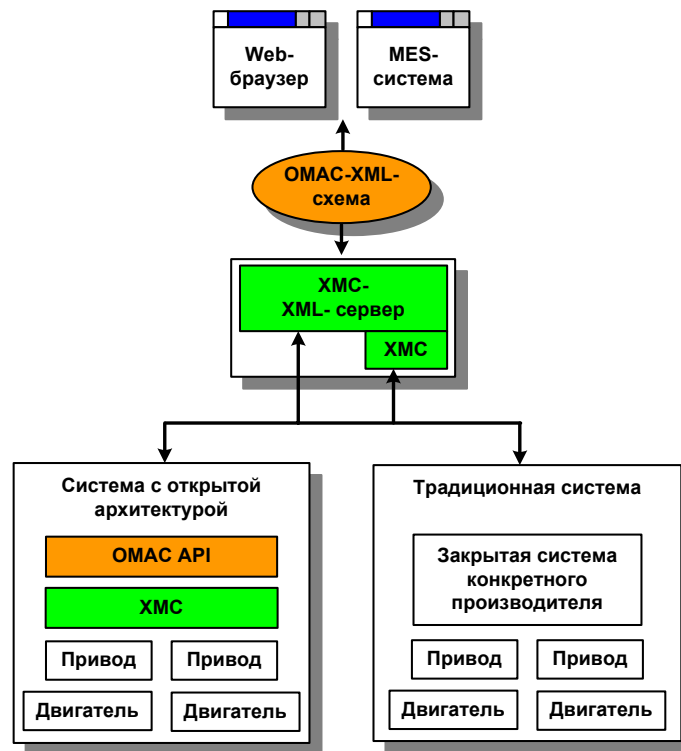 Web-
браузер
MES-
система
OMAC-XML-
схема
XMC-
XML- сервер
XMC
Система с открытой
архитектурой
OMAC API
XMC
Привод
Привод
Двигатель
Двигатель
Традиционная система
Закрытая система
конкретного
производителя
Привод
Привод
Двигатель
Двигатель